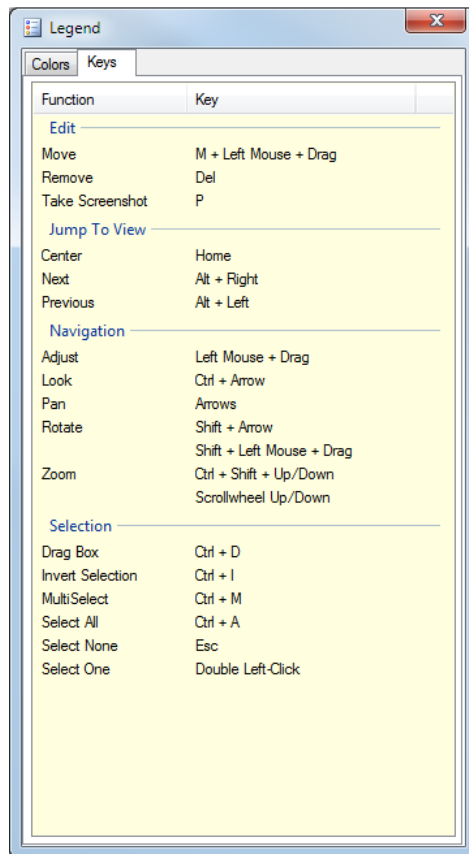 Legend
Colors Keys
Function Key
Edit
Move M + Left Mouse + Drag
Remove Del
Take Screenshot P
Jump To View
Center Home
Next Alt + Right
Previous Alt + Left
Navigation
Adjust Left Mouse + Drag
Look Ctrl + Arrow
Pan Arrows
Rotate Shift + Arrow
Shift + Left Mouse + Drag
Zoom Ctrl + Shift + Up/Down
Scrollwheel Up/Down
Selection
Drag Box Ctrl + D
Invert Selection Ctrl + I
MultiSelect Ctrl + M
Select All Ctrl + A
Select None Esc
Select One Double Left-Click